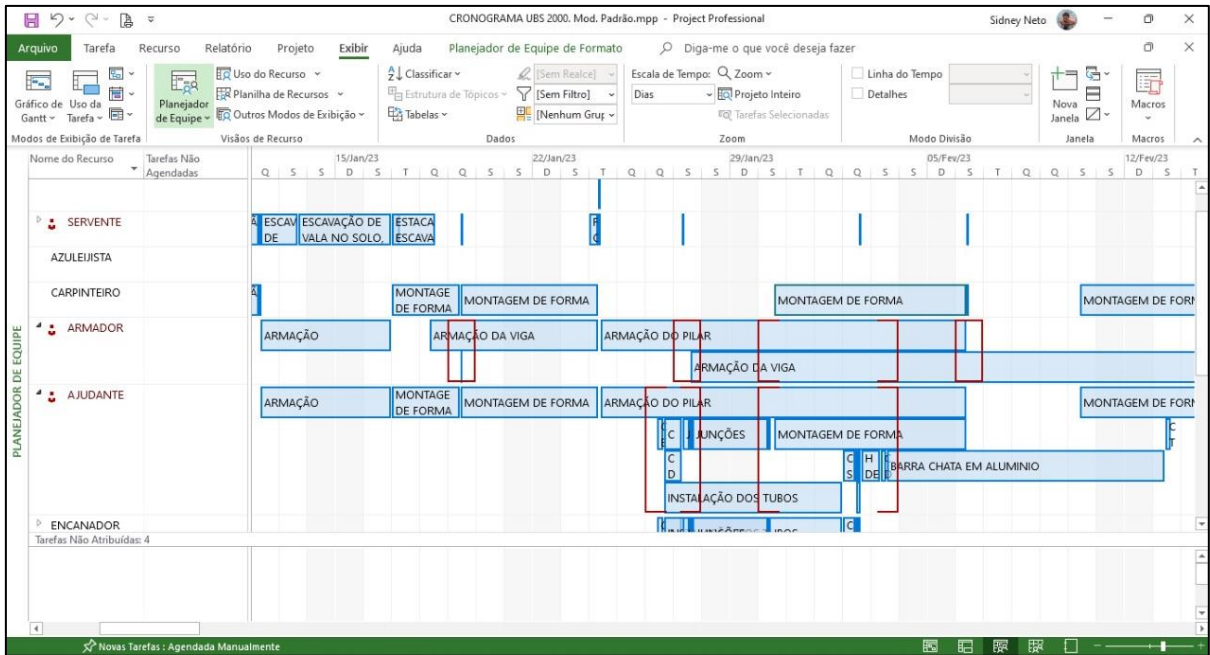 CRONOGRAMA UBS 2000. Mod. Padrão.mpp - Project Professional
Sidney Neto
Arquivo Tarefa Recurso Relatório Projeto Exibir Ajuda Planejador de Equipe de Formato Diga-me o que você deseja fazer
Gráfico de Gantt
Uso da Tarefa
Modos de Exibição de Tarefa
Planejador de Equipe
Uso do Recurso
Planilha de Recursos
Outros Modos de Exibição
Visãos de Recurso
Classificar
Estrutura de Tópicos
Tabelas
[Sem Realce]
[Sem Filtro]
[Nenhum Grup
Dados
Escala de Tempo:
Dias
Zoom
Projeto Inteiro
Tarefas Selecionadas
Zoom
Linha do Tempo
Detalhes
Modo Divisão
Nova Janela
Janela
Macros
Macros
Nome do Recurso
Tarefas Não Agendadas
15/Jan/23 22/Jan/23 29/Jan/23 05/Fev/23 12/Fev/23
Q S S D S T Q Q S S D S T Q Q S S D S T Q Q S S D S T Q Q S S D S T
PLANEJADOR DE EQUIPE
SERVENTE
ESCAV DE
ESCAVAÇÃO DE VALA NO SOLO,
ESTACA ESCAVA
AZULEIJISTA
CARPINTEIRO
MONTAGE DE FORMA
MONTAGEM DE FORMA
MONTAGEM DE FORMA
MONTAGEM DE FORM
ARMADOR
ARMAÇÃO
ARMAÇÃO DA VIGA
ARMAÇÃO DO PILAR
ARMAÇÃO DA VIGA
AJUDANTE
ARMAÇÃO
MONTAGE DE FORMA
MONTAGEM DE FORMA
ARMAÇÃO DO PILAR
MONTAGEM DE FORM
C
J
JUNÇÕES
MONTAGEM DE FORMA
C T
C D
C S
H DE
BARRA CHATA EM ALUMINIO
INSTALAÇÃO DOS TUBOS
ENCANADOR
C
Tarefas Não Atribuídas: 4
Novas Tarefas : Agendada Manualmente